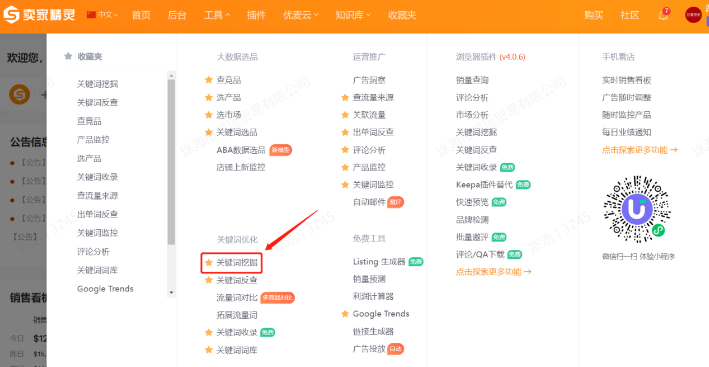 卖家精灵
中文
首页
后台
工具
插件
优麦云
知识库
收藏夹
购买
社区
7
欢迎您,
公告信息
【公告】
【公告】
【公告】
【公告】
【公告】
销售看板
今日
昨日
收藏夹
关键词挖掘
关键词反查
查竞品
产品监控
选产品
关键词收录
查流量来源
出单词反查
关键词监控
评论分析
关键词词库
Google Trends
大数据选品
查竞品
选产品
选市场
关键词选品
ABA数据选品
店铺上新监控
关键词优化
关键词挖掘
关键词反查
流量词对比
拓展流量词
关键词收录 免费
关键词词库
运营推广
广告洞察
查流量来源
关联流量
出单词反查
评论分析
产品监控
关键词监控
自动邮件
免费工具
Listing 生成器 免费
销量预测
利润计算器
Google Trends
链接生成器
广告投放 自动
浏览器插件 (v4.0.6)
销量查询
评论分析
市场分析
关键词挖掘
关键词反查
关键词收录 免费
Keepa插件替代 免费
快速预览 免费
品牌检测
批量邀评 免费
评论/QA下载 免费
点击探索更多功能 →
手机看店
实时销售看板
广告随时调整
随时监控产品
每日业绩通知
点击探索更多功能 →
微信扫一扫 体验小程序